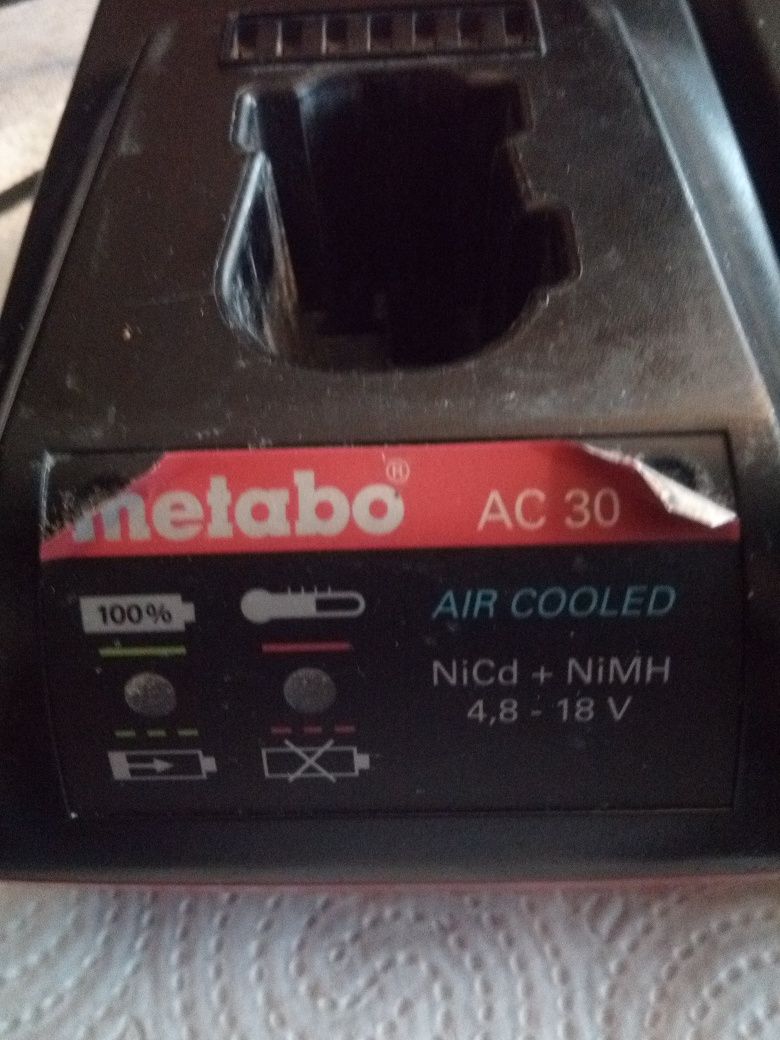 metabo®
AC 30
100%
AIR COOLED
NiCd + NiMH
4,8 - 18 V